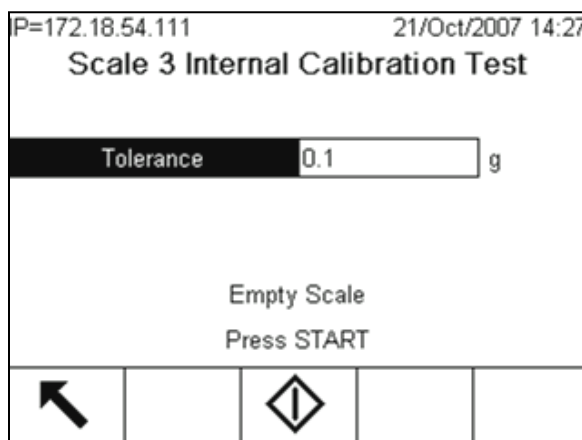 IP=172.18.54.111 21/Oct/2007 14:27
Scale 3 Internal Calibration Test
Tolerance 0.1 g
Empty Scale
Press START